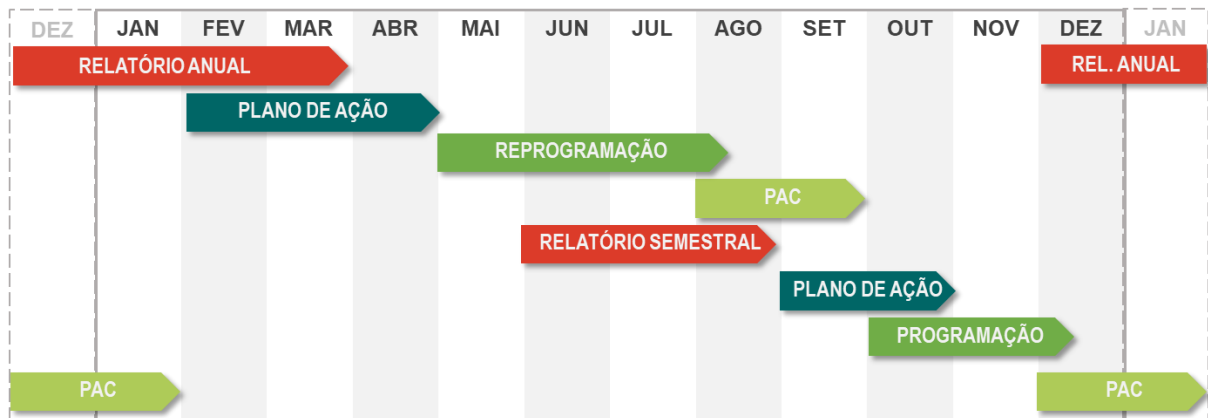 DEZ JAN FEV MAR ABR MAI JUN JUL AGO SET OUT NOV DEZ JAN
RELATÓRIO ANUAL REL. ANUAL
PLANO DE AÇÃO
REPROGRAMAÇÃO
PAC
RELATÓRIO SEMESTRAL
PLANO DE AÇÃO
PROGRAMAÇÃO
PAC PAC